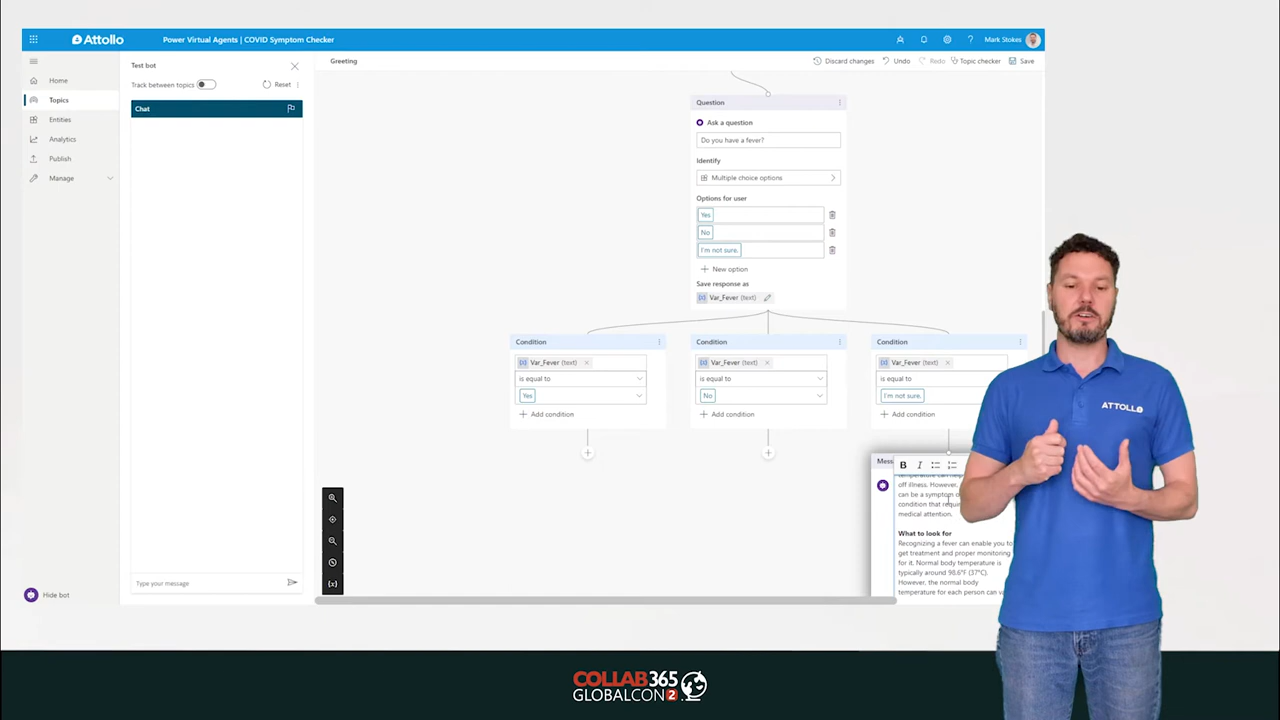 Attollo
Power Virtual Agents | COVID Symptom Checker
Mark Stokes
Test bot
Greeting
Discard changes
Undo
Redo
Topic checker
Save
Track between topics
Reset
Home
Topics
Entities
Analytics
Publish
Manage
Chat
Question
Ask a question
Do you have a fever?
Identify
Multiple choice options
Options for user
Yes
No
I'm not sure.
New option
Save response as
{x} Var_Fever (text)
Condition
{x} Var_Fever (text)
is equal to
Yes
Add condition
Condition
{x} Var_Fever (text)
is equal to
No
Add condition
Condition
{x} Var_Fever (text)
is equal to
I'm not sure.
Add condition
B I
off illness. However,
can be a symptom
condition that
medical attention.
What to look for
Recognizing a fever can enable you to
get treatment and proper monitoring
for it. Normal body temperature is
typically around 98.6°F (37°C).
However, the normal body
temperature for each person can
{x}
Type your message
Hide bot
ATTOLLO
COLLAB365
GLOBALCON2